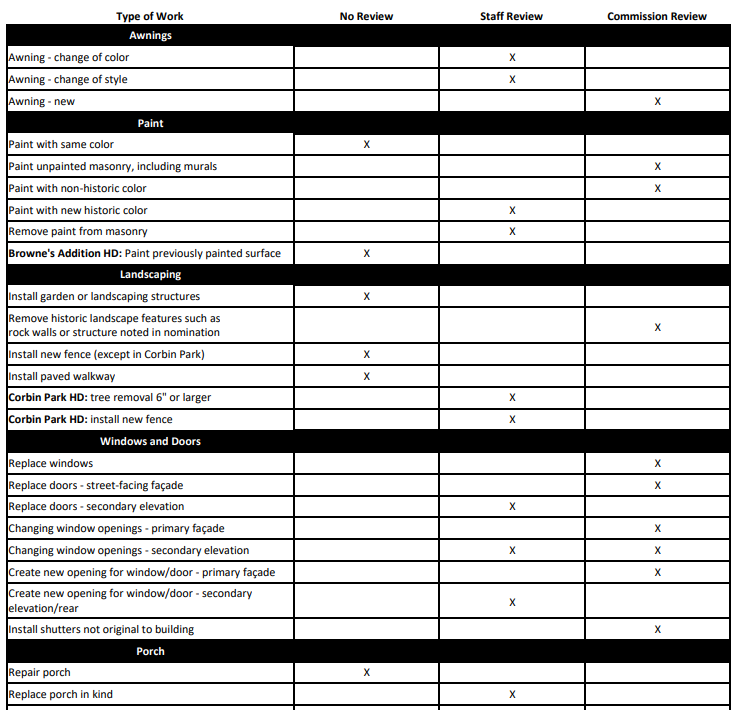 Type of Work No Review Staff Review Commission Review
Awnings
Awning - change of color X
Awning - change of style X
Awning - new X
Paint
Paint with same color X
Paint unpainted masonry, including murals X
Paint with non-historic color X
Paint with new historic color X
Remove paint from masonry X
Browne's Addition HD: Paint previously painted surface X
Landscaping
Install garden or landscaping structures X
Remove historic landscape features such as
rock walls or structure noted in nomination X
Install new fence (except in Corbin Park) X
Install paved walkway X
Corbin Park HD: tree removal 6" or larger X
Corbin Park HD: install new fence X
Windows and Doors
Replace windows X
Replace doors - street-facing façade X
Replace doors - secondary elevation X
Changing window openings - primary façade X
Changing window openings - secondary elevation X X
Create new opening for window/door - primary façade X
Create new opening for window/door - secondary
elevation/rear X
Install shutters not original to building X
Porch
Repair porch X
Replace porch in kind X